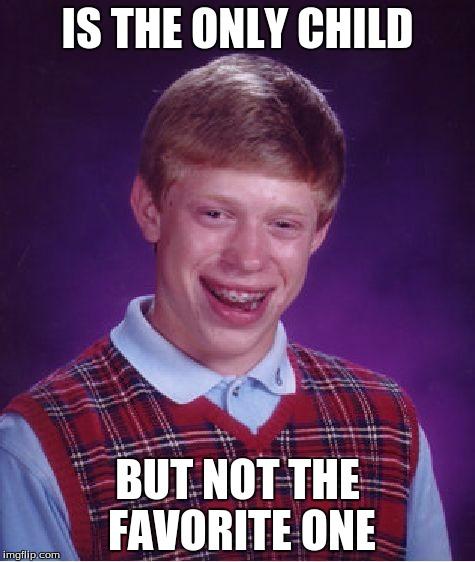 IS THE ONLY CHILD
BUT NOT THE
FAVORITE ONE
imgflip.com